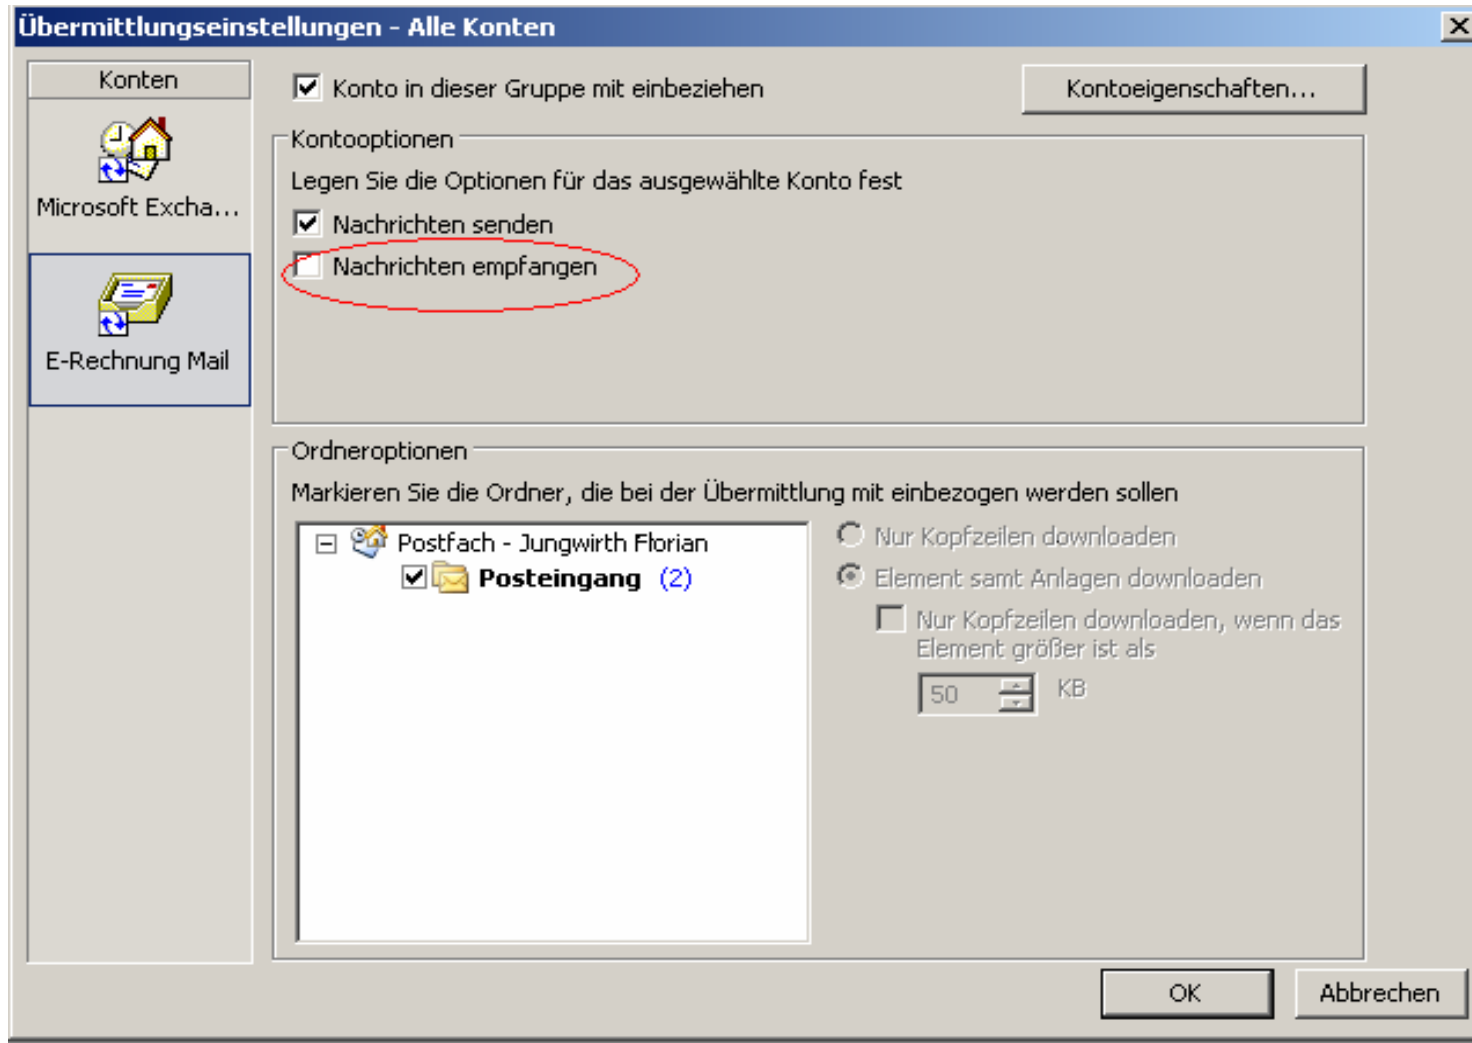 Übermittlungseinstellungen - Alle Konten
Konten
Microsoft Excha...
E-Rechnung Mail
Konto in dieser Gruppe mit einbeziehen
Kontoeigenschaften...
Kontooptionen
Legen Sie die Optionen für das ausgewählte Konto fest
Nachrichten senden
Nachrichten empfangen
Ordneroptionen
Markieren Sie die Ordner, die bei der Übermittlung mit einbezogen werden sollen
Postfach - Jungwirth Florian
Posteingang (2)
Nur Kopfzeilen downloaden
Element samt Anlagen downloaden
Nur Kopfzeilen downloaden, wenn das
Element größer ist als
50 KB
OK
Abbrechen